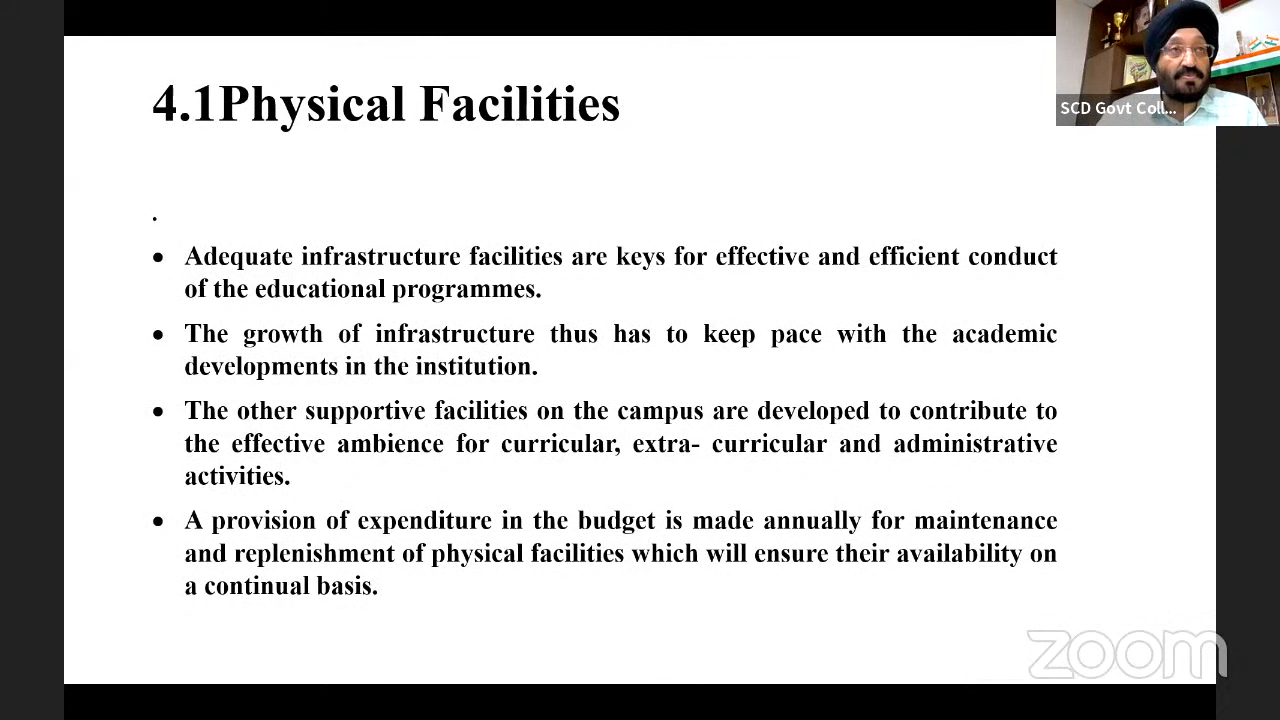 4.1Physical Facilities
SCD Govt Coll...
.
• Adequate infrastructure facilities are keys for effective and efficient conduct
of the educational programmes.
• The growth of infrastructure thus has to keep pace with the academic
developments in the institution.
• The other supportive facilities on the campus are developed to contribute to
the effective ambience for curricular, extra- curricular and administrative
activities.
• A provision of expenditure in the budget is made annually for maintenance
and replenishment of physical facilities which will ensure their availability on
a continual basis.
zoom